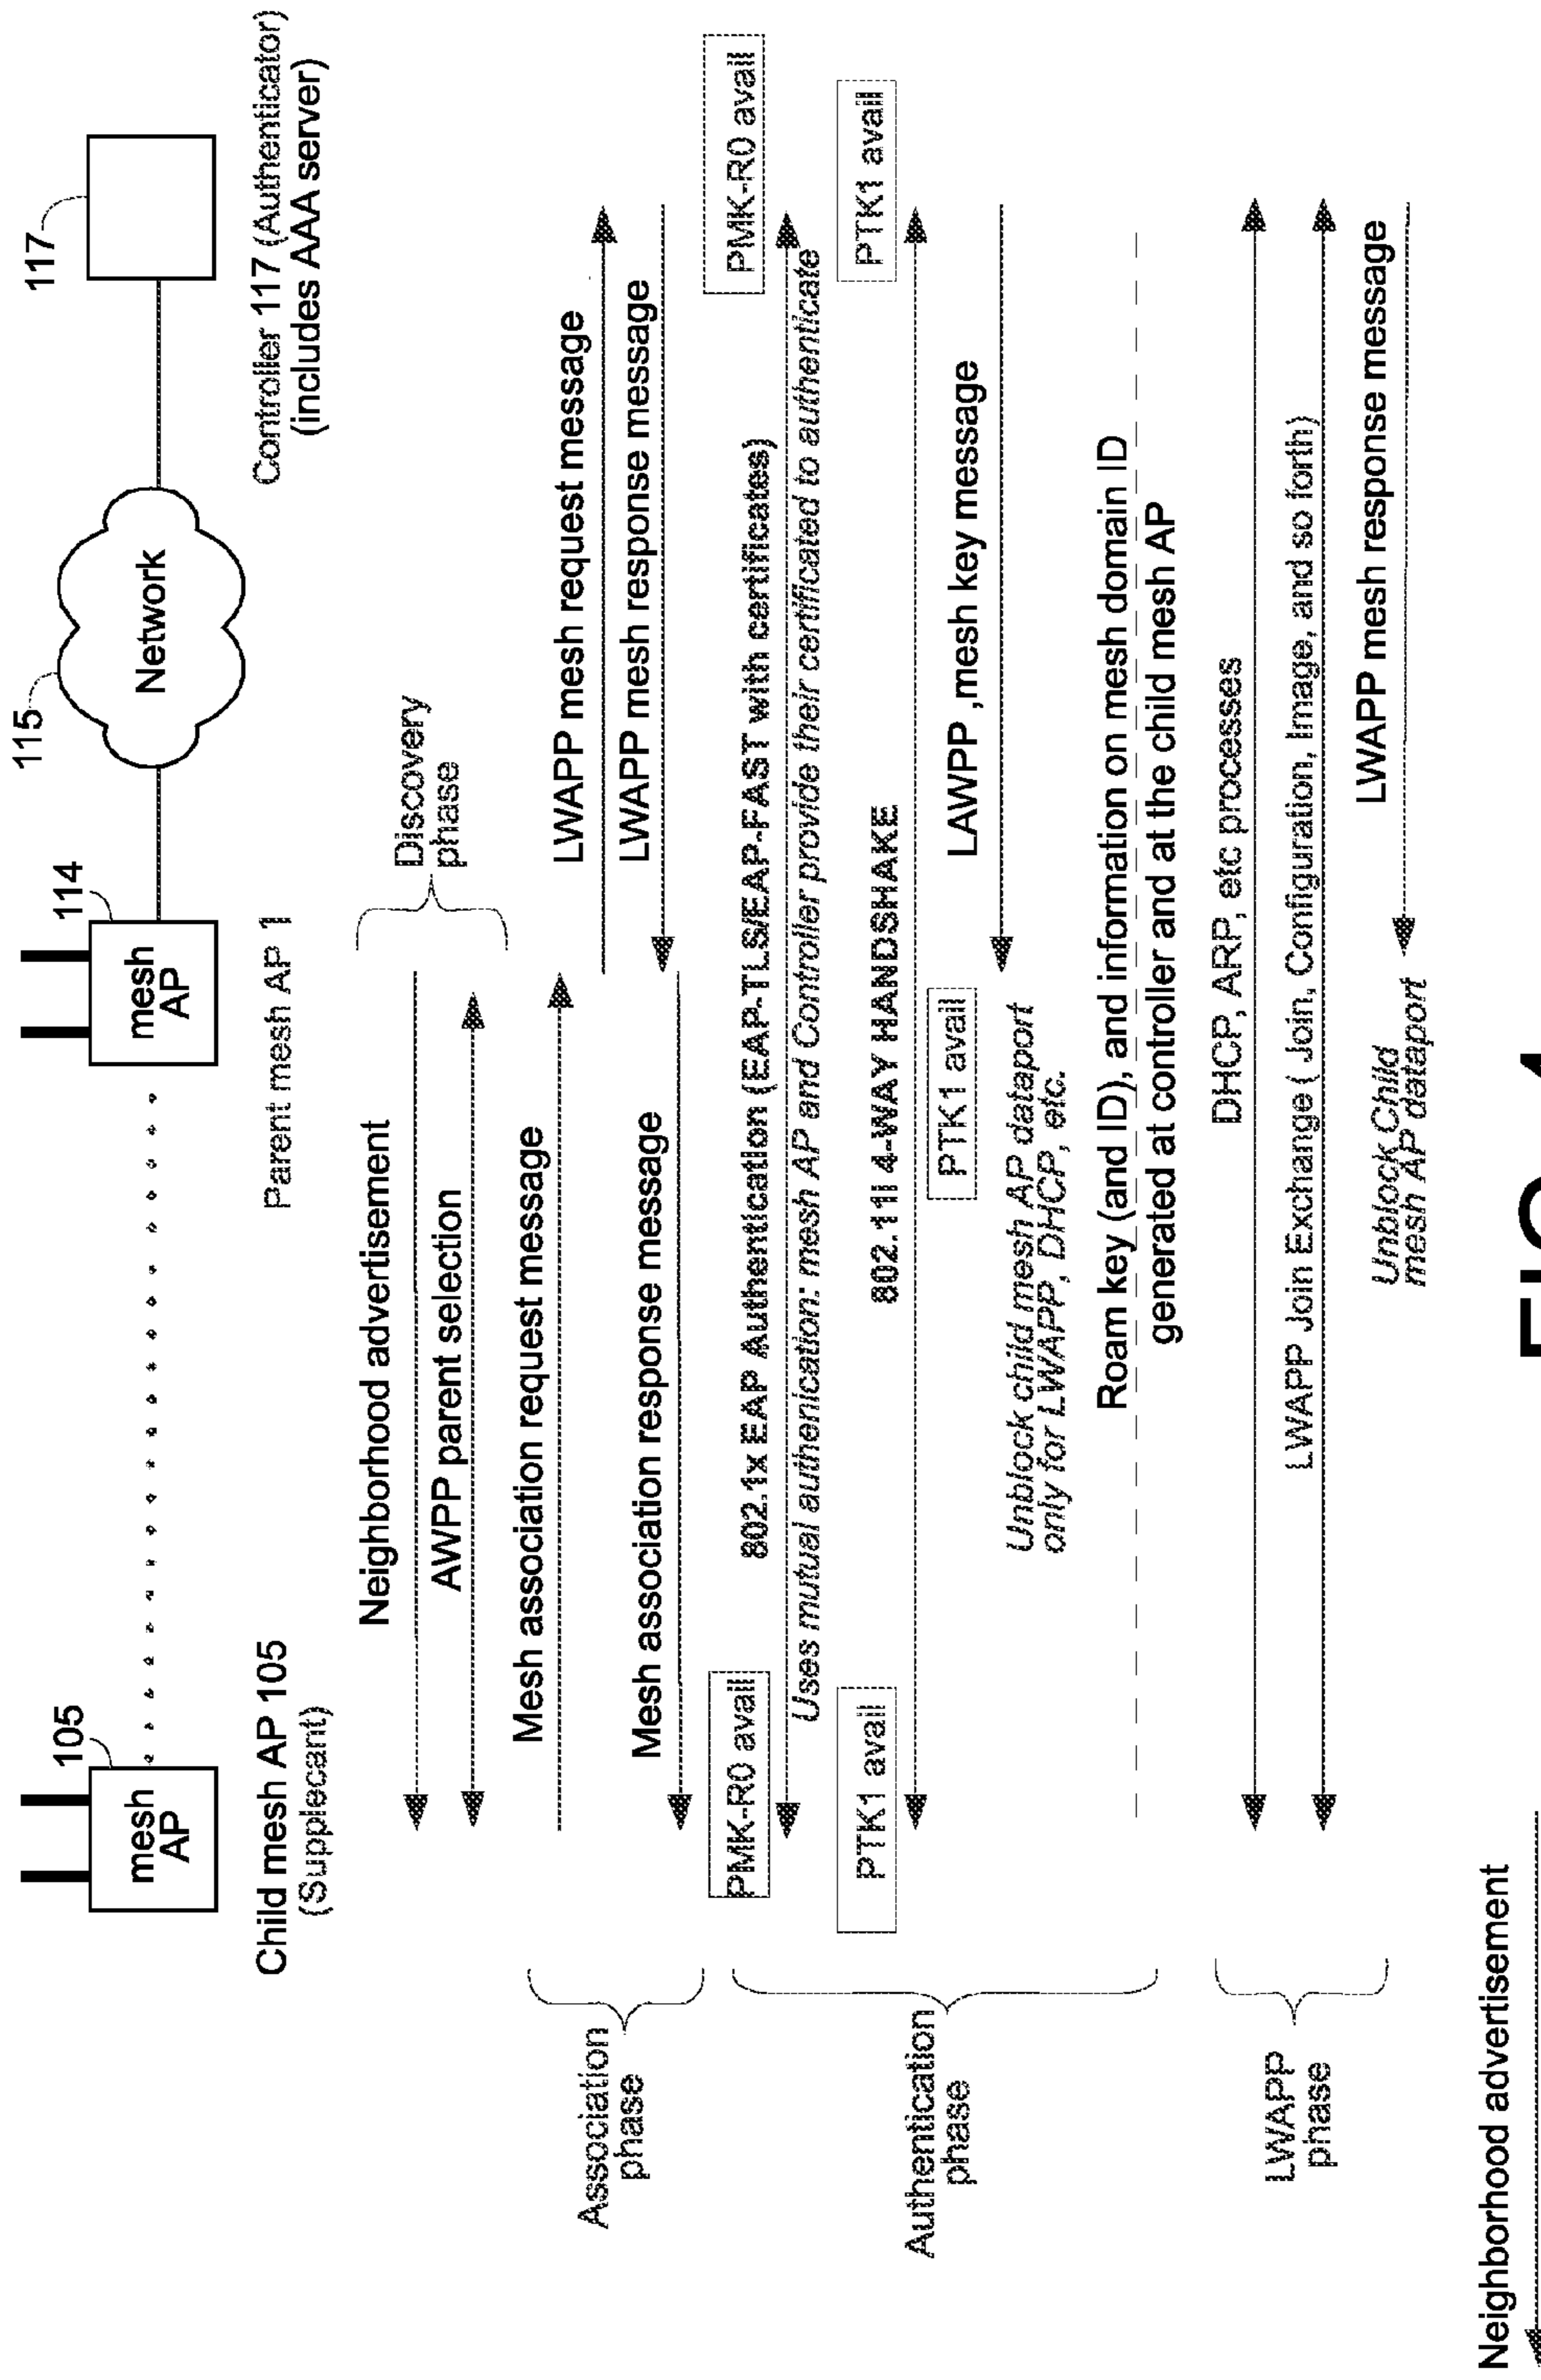 105
mesh
AP
Child mesh AP 105
(Supplecant)
114
mesh
AP
Parent mesh AP 1
115
Network
117
Controller 117 (Authenticator)
(includes AAA server)
Neighborhood advertisement
AWPP parent selection
Discovery
phase
Mesh association request message
LWAPP mesh request message
LWAPP mesh response message
Mesh association response message
Association
phase
PMK-R0 avail
802.1x EAP Authentication (EAP-TLS/EAP-FAST with certificates)
PMK-R0 avail
Uses mutual authenication: mesh AP and Controller provide their certificated to authenticate
PTK1 avail
802.11i 4-WAY HANDSHAKE
PTK1 avail
PTK1 avail
LAWPP ,mesh key message
Unblock child mesh AP dataport
only for LWAPP, DHCP, etc.
Authentication
phase
Roam key (and ID), and information on mesh domain ID
generated at controller and at the child mesh AP
DHCP, ARP, etc processes
LWAPP Join Exchange ( Join, Configuration, Image, and so forth)
LWAPP
phase
LWAPP mesh response message
Unblock Child
mesh AP dataport
Neighborhood advertisement